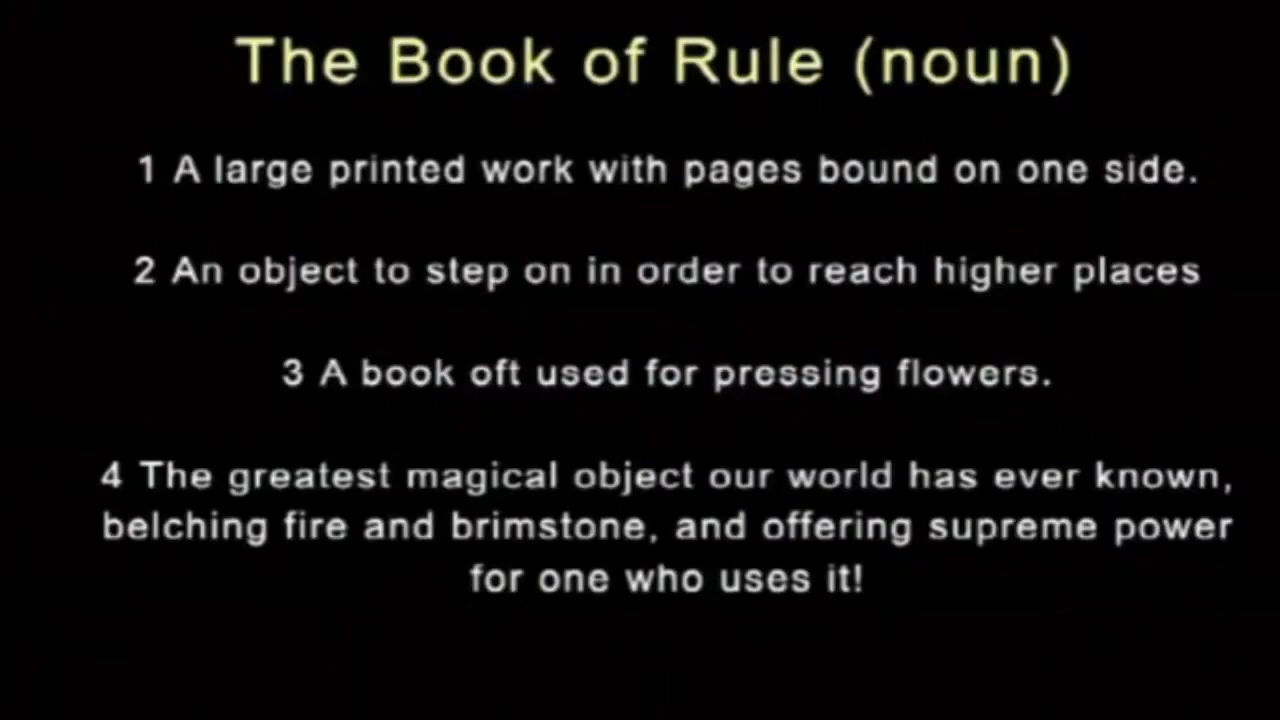 The Book of Rule (noun)
1 A large printed work with pages bound on one side.
2 An object to step on in order to reach higher places
3 A book oft used for pressing flowers.
4 The greatest magical object our world has ever known,
belching fire and brimstone, and offering supreme power
for one who uses it!